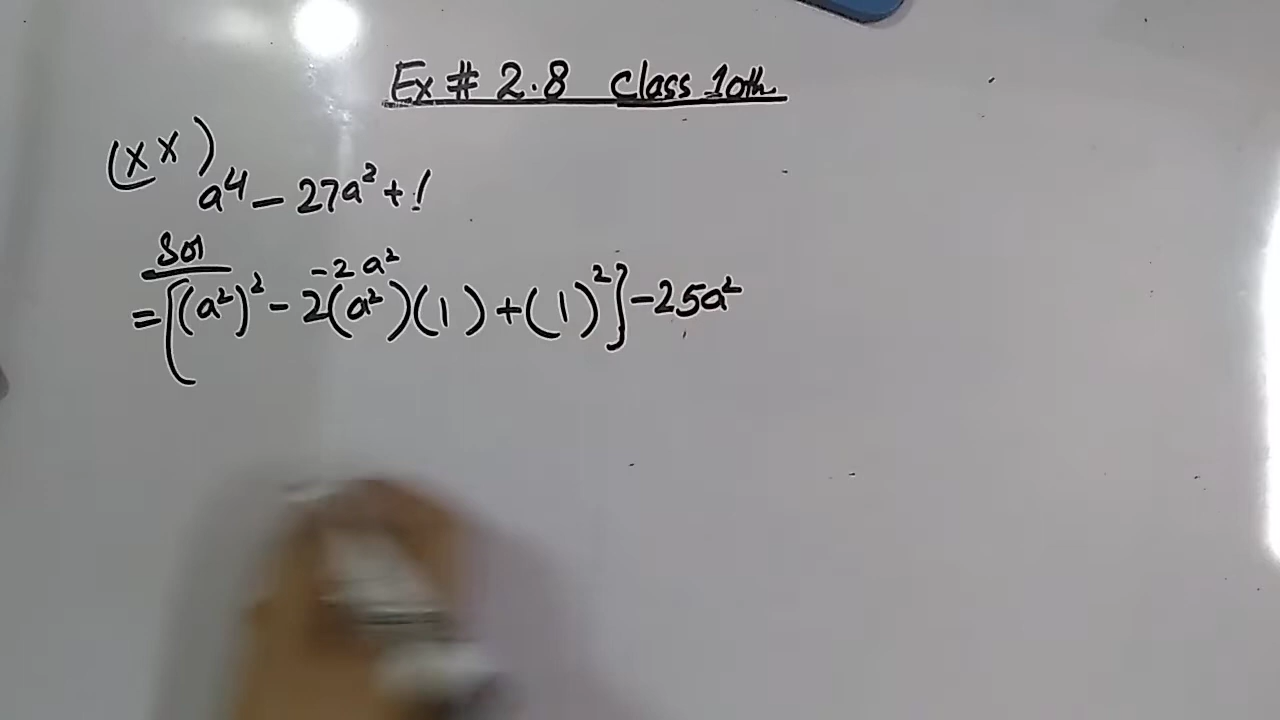 Ex # 2.8 Class 10th
(xx)
a⁴ - 27a² + 1
Sol
-2a²
= [(a²)² - 2(a²)(1) + (1)²] - 25a²